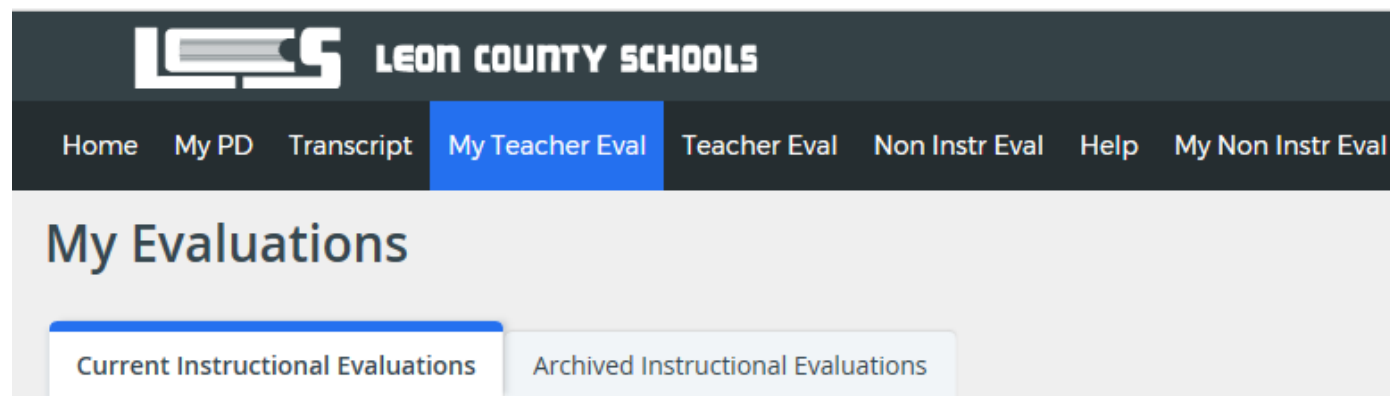 LCS LEON COUNTY SCHOOLS
Home My PD Transcript My Teacher Eval Teacher Eval Non Instr Eval Help My Non Instr Eval
My Evaluations
Current Instructional Evaluations Archived Instructional Evaluations